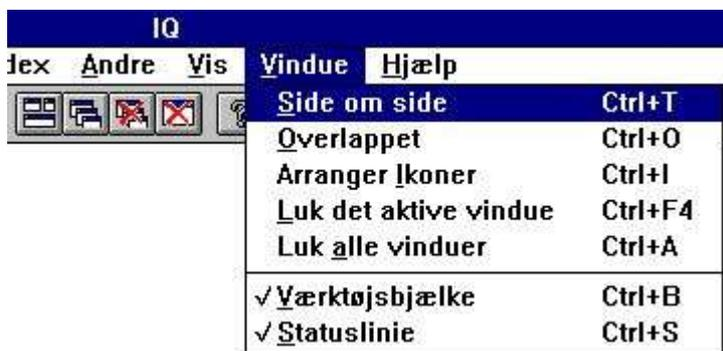 IQ
dex Andre Vis Vindue Hjælp
Side om side Ctrl+T
Overlappet Ctrl+O
Arranger Ikoner Ctrl+I
Luk det aktive vindue Ctrl+F4
Luk alle vinduer Ctrl+A
√ Værktøjsbjælke Ctrl+B
√ Statuslinie Ctrl+S